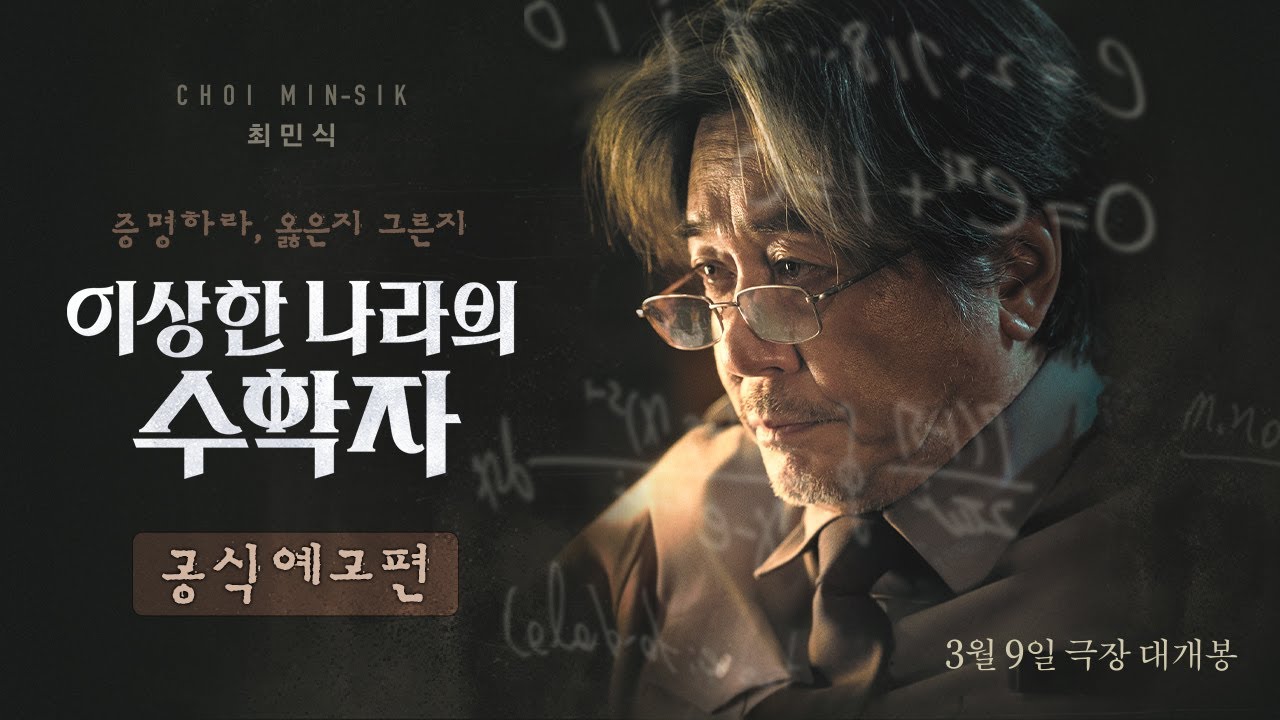 CHOI MIN-SIK
최민식
증명하라, 옳은지 그른지
이상한 나라의
수학자
공식예고편
3월 9일 극장 대개봉